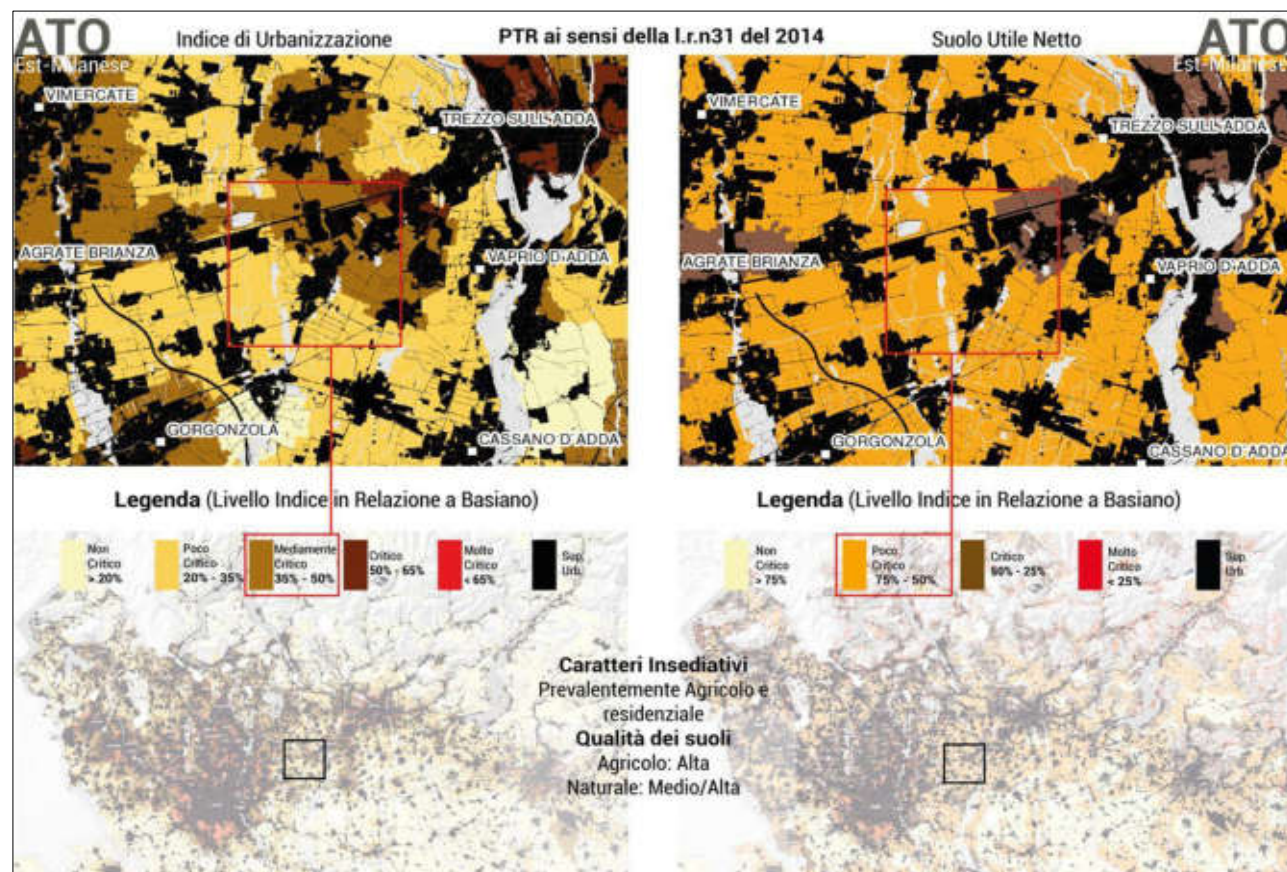 ATO
Est-Milanese
Indice di Urbanizzazione
PTR ai sensi della l.r.n31 del 2014
Suolo Utile Netto
ATO
Est-Milanese
VIMERCATE
TREZZO SULL'ADDA
AGRATE BRIANZA
VAPRIO D'ADDA
GORGONZOLA
CASSANO D'ADDA
VIMERCATE
TREZZO SULL'ADDA
AGRATE BRIANZA
VAPRIO D'ADDA
GORGONZOLA
CASSANO D'ADDA
Legenda (Livello Indice in Relazione a Basiano)
Non
Critico
> 20%
Poco
Critico
20% - 35%
Mediamente
Critico
35% - 50%
Critico
50% - 65%
Molto
Critico
< 65%
Sup.
Urb.
Legenda (Livello Indice in Relazione a Basiano)
Non
Critico
> 75%
Poco
Critico
75% - 50%
Critico
50% - 25%
Molto
Critico
< 25%
Sup.
Urb.
Caratteri Insediativi
Prevalentemente Agricolo e
residenziale
Qualità dei suoli
Agricolo: Alta
Naturale: Medio/Alta